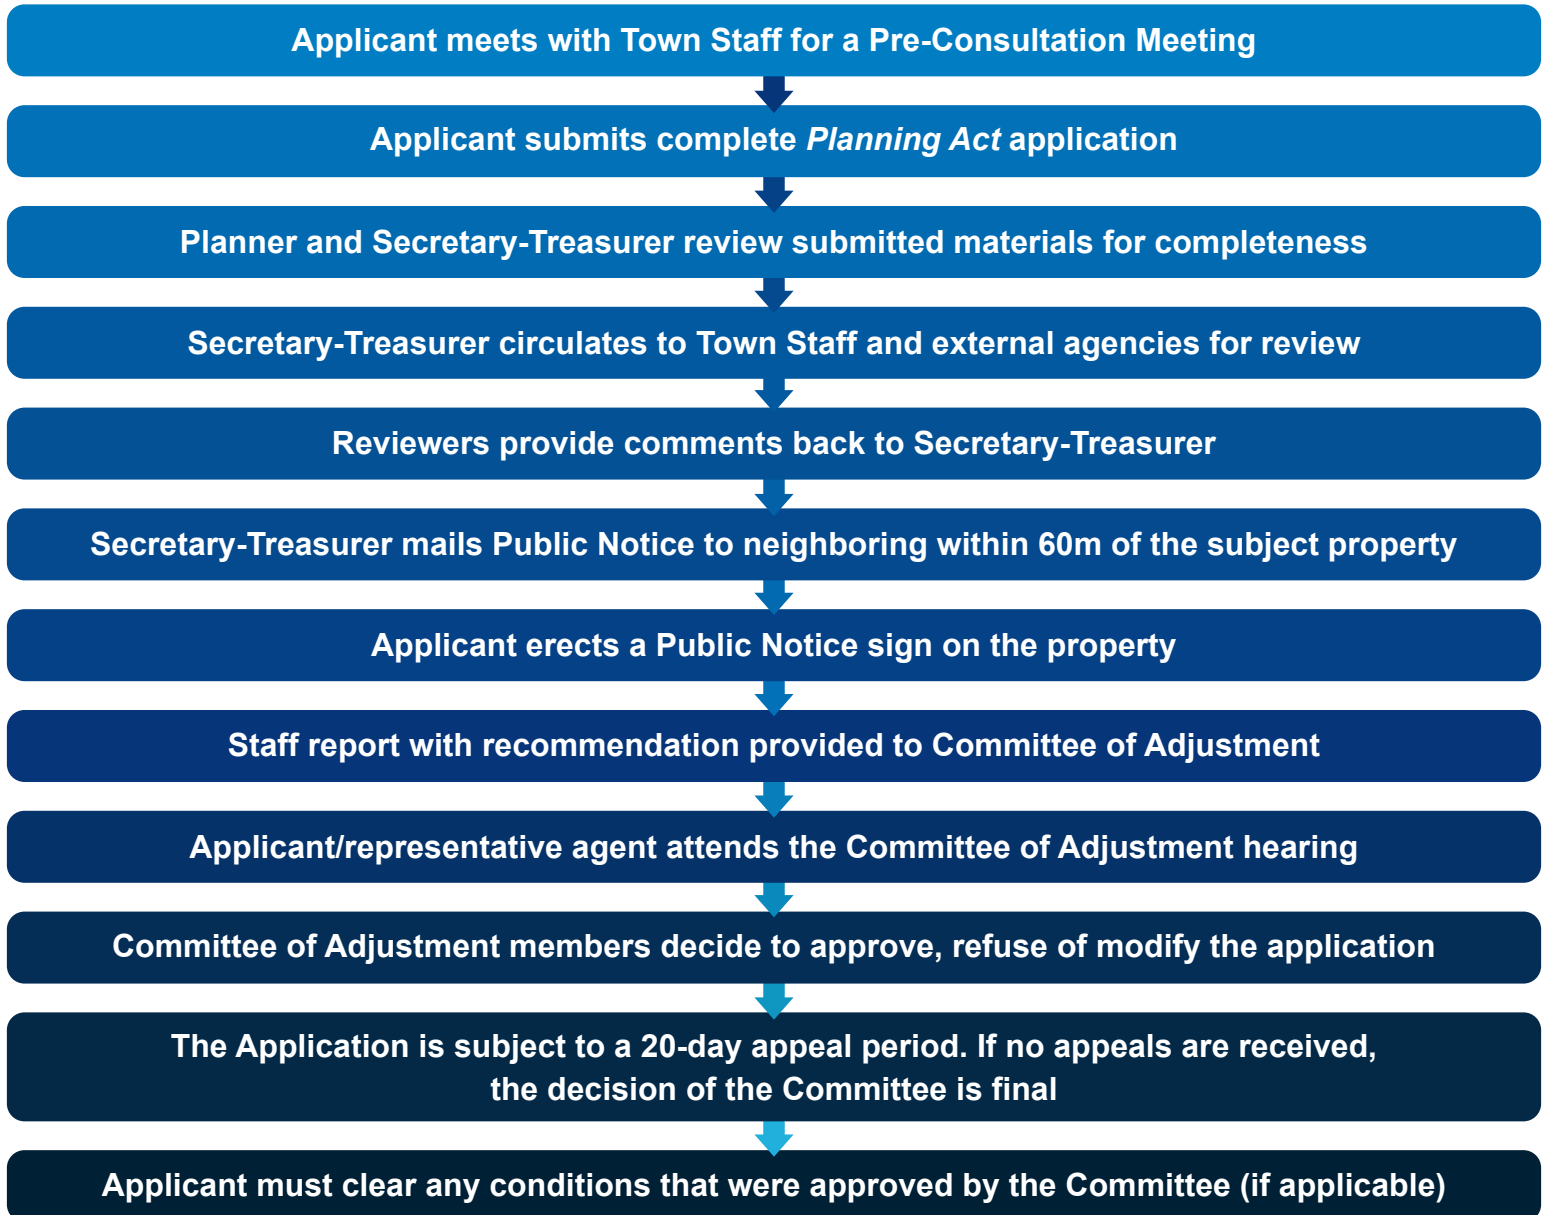 Applicant meets with Town Staff for a Pre-Consultation Meeting
Applicant submits complete Planning Act application
Planner and Secretary-Treasurer review submitted materials for completeness
Secretary-Treasurer circulates to Town Staff and external agencies for review
Reviewers provide comments back to Secretary-Treasurer
Secretary-Treasurer mails Public Notice to neighboring within 60m of the subject property
Applicant erects a Public Notice sign on the property
Staff report with recommendation provided to Committee of Adjustment
Applicant/representative agent attends the Committee of Adjustment hearing
Committee of Adjustment members decide to approve, refuse of modify the application
The Application is subject to a 20-day appeal period. If no appeals are received,
the decision of the Committee is final
Applicant must clear any conditions that were approved by the Committee (if applicable)